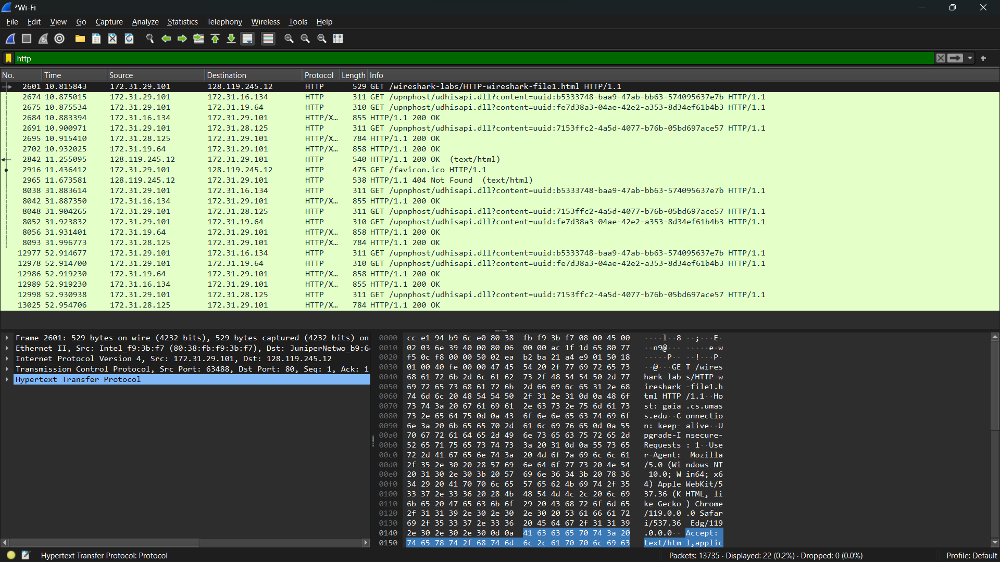 *Wi-Fi
File Edit View Go Capture Analyze Statistics Telephony Wireless Tools Help
http
No. Time Source Destination Protocol Length Info
2601 10.815843 172.31.29.101 128.119.245.12 HTTP 529 GET /wireshark-labs/HTTP-wireshark-file1.html HTTP/1.1
2674 10.875015 172.31.29.101 172.31.16.134 HTTP 311 GET /upnphost/udhisapi.dll?content=uuid:b5333748-baa9-47ab-bb63-574095637e7b HTTP/1.1
2675 10.875534 172.31.29.101 172.31.19.64 HTTP 310 GET /upnphost/udhisapi.dll?content=uuid:fe7d38a3-04ae-42e2-a353-8d34ef61b4b3 HTTP/1.1
2684 10.883394 172.31.16.134 172.31.29.101 HTTP/X… 855 HTTP/1.1 200 OK
2691 10.900971 172.31.29.101 172.31.28.125 HTTP 311 GET /upnphost/udhisapi.dll?content=uuid:7153ffc2-4a5d-4077-b76b-05bd697ace57 HTTP/1.1
2695 10.915410 172.31.28.125 172.31.29.101 HTTP/X… 784 HTTP/1.1 200 OK
2702 10.932025 172.31.19.64 172.31.29.101 HTTP/X… 858 HTTP/1.1 200 OK
2842 11.255095 128.119.245.12 172.31.29.101 HTTP 540 HTTP/1.1 200 OK (text/html)
2916 11.436412 172.31.29.101 128.119.245.12 HTTP 475 GET /favicon.ico HTTP/1.1
2965 11.673581 128.119.245.12 172.31.29.101 HTTP 538 HTTP/1.1 404 Not Found (text/html)
8038 31.883614 172.31.29.101 172.31.16.134 HTTP 311 GET /upnphost/udhisapi.dll?content=uuid:b5333748-baa9-47ab-bb63-574095637e7b HTTP/1.1
8042 31.887350 172.31.16.134 172.31.29.101 HTTP/X… 855 HTTP/1.1 200 OK
8048 31.904265 172.31.29.101 172.31.28.125 HTTP 311 GET /upnphost/udhisapi.dll?content=uuid:7153ffc2-4a5d-4077-b76b-05bd697ace57 HTTP/1.1
8052 31.923832 172.31.29.101 172.31.19.64 HTTP 310 GET /upnphost/udhisapi.dll?content=uuid:fe7d38a3-04ae-42e2-a353-8d34ef61b4b3 HTTP/1.1
8056 31.931401 172.31.19.64 172.31.29.101 HTTP/X… 858 HTTP/1.1 200 OK
8093 31.996773 172.31.28.125 172.31.29.101 HTTP/X… 784 HTTP/1.1 200 OK
12977 52.914677 172.31.29.101 172.31.16.134 HTTP 311 GET /upnphost/udhisapi.dll?content=uuid:b5333748-baa9-47ab-bb63-574095637e7b HTTP/1.1
12978 52.914700 172.31.29.101 172.31.19.64 HTTP 310 GET /upnphost/udhisapi.dll?content=uuid:fe7d38a3-04ae-42e2-a353-8d34ef61b4b3 HTTP/1.1
12986 52.919230 172.31.19.64 172.31.29.101 HTTP/X… 858 HTTP/1.1 200 OK
12989 52.919230 172.31.16.134 172.31.29.101 HTTP/X… 855 HTTP/1.1 200 OK
12998 52.930938 172.31.29.101 172.31.28.125 HTTP 311 GET /upnphost/udhisapi.dll?content=uuid:7153ffc2-4a5d-4077-b76b-05bd697ace57 HTTP/1.1
13025 52.954706 172.31.28.125 172.31.29.101 HTTP/X… 784 HTTP/1.1 200 OK
Frame 2601: 529 bytes on wire (4232 bits), 529 bytes captured (4232 bits) on
Ethernet II, Src: Intel_f9:3b:f7 (80:38:fb:f9:3b:f7), Dst: JuniperNetwo_b9:6
Internet Protocol Version 4, Src: 172.31.29.101, Dst: 128.119.245.12
Transmission Control Protocol, Src Port: 63488, Dst Port: 80, Seq: 1, Ack: 1
Hypertext Transfer Protocol
0000 cc e1 94 b9 6c e0 80 38 fb f9 3b f7 08 00 45 00 ····l··8 ··;···E·
0010 02 03 6e 39 40 00 80 06 00 00 ac 1f 1d 65 80 77 ··n9@··· ·····e·w
0020 f5 0c f8 00 00 50 02 ea b2 ba 21 a4 e9 01 50 18 ·····P·· ··!···P·
0030 01 00 40 fe 00 00 47 45 54 20 2f 77 69 72 65 73 ··@···GE T /wires
0040 68 61 72 6b 2d 6c 61 62 73 2f 48 54 54 50 2d 77 hark-lab s/HTTP-w
0050 69 72 65 73 68 61 72 6b 2d 66 69 6c 65 31 2e 68 ireshark -file1.h
0060 74 6d 6c 20 48 54 54 50 2f 31 2e 31 0d 0a 48 6f tml HTTP /1.1··Ho
0070 73 74 3a 20 67 61 69 61 2e 63 73 2e 75 6d 61 73 st: gaia .cs.umas
0080 73 2e 65 64 75 0d 0a 43 6f 6e 6e 65 63 74 69 6f s.edu··C onnectio
0090 6e 3a 20 6b 65 65 70 2d 61 6c 69 76 65 0d 0a 55 n: keep- alive··U
00a0 70 67 72 61 64 65 2d 49 6e 73 65 63 75 72 65 2d pgrade-I nsecure-
00b0 52 65 71 75 65 73 74 73 3a 20 31 0d 0a 55 73 65 Requests : 1··Use
00c0 72 2d 41 67 65 6e 74 3a 20 4d 6f 7a 69 6c 6c 61 r-Agent: Mozilla
00d0 2f 35 2e 30 20 28 57 69 6e 64 6f 77 73 20 4e 54 /5.0 (Wi ndows NT
00e0 20 31 30 2e 30 3b 20 57 69 6e 36 34 3b 20 78 36 10.0; W in64; x6
00f0 34 29 20 41 70 70 6c 65 57 65 62 4b 69 74 2f 35 4) Apple WebKit/5
0100 33 37 2e 33 36 20 28 4b 48 54 4d 4c 2c 20 6c 69 37.36 (K HTML, li
0110 6b 65 20 47 65 63 6b 6f 29 20 43 68 72 6f 6d 65 ke Gecko ) Chrome
0120 2f 31 31 39 2e 30 2e 30 2e 30 20 53 61 66 61 72 /119.0.0 .0 Safar
0130 69 2f 35 33 37 2e 33 36 20 45 64 67 2f 31 31 39 i/537.36 Edg/119
0140 2e 30 2e 30 2e 30 0d 0a 41 63 63 65 70 74 3a 20 .0.0.0·· Accept:
0150 74 65 78 74 2f 68 74 6d 6c 2c 61 70 70 6c 69 63 text/htm l,applic
Hypertext Transfer Protocol: Protocol
Packets: 13735 · Displayed: 22 (0.2%) · Dropped: 0 (0.0%)
Profile: Default